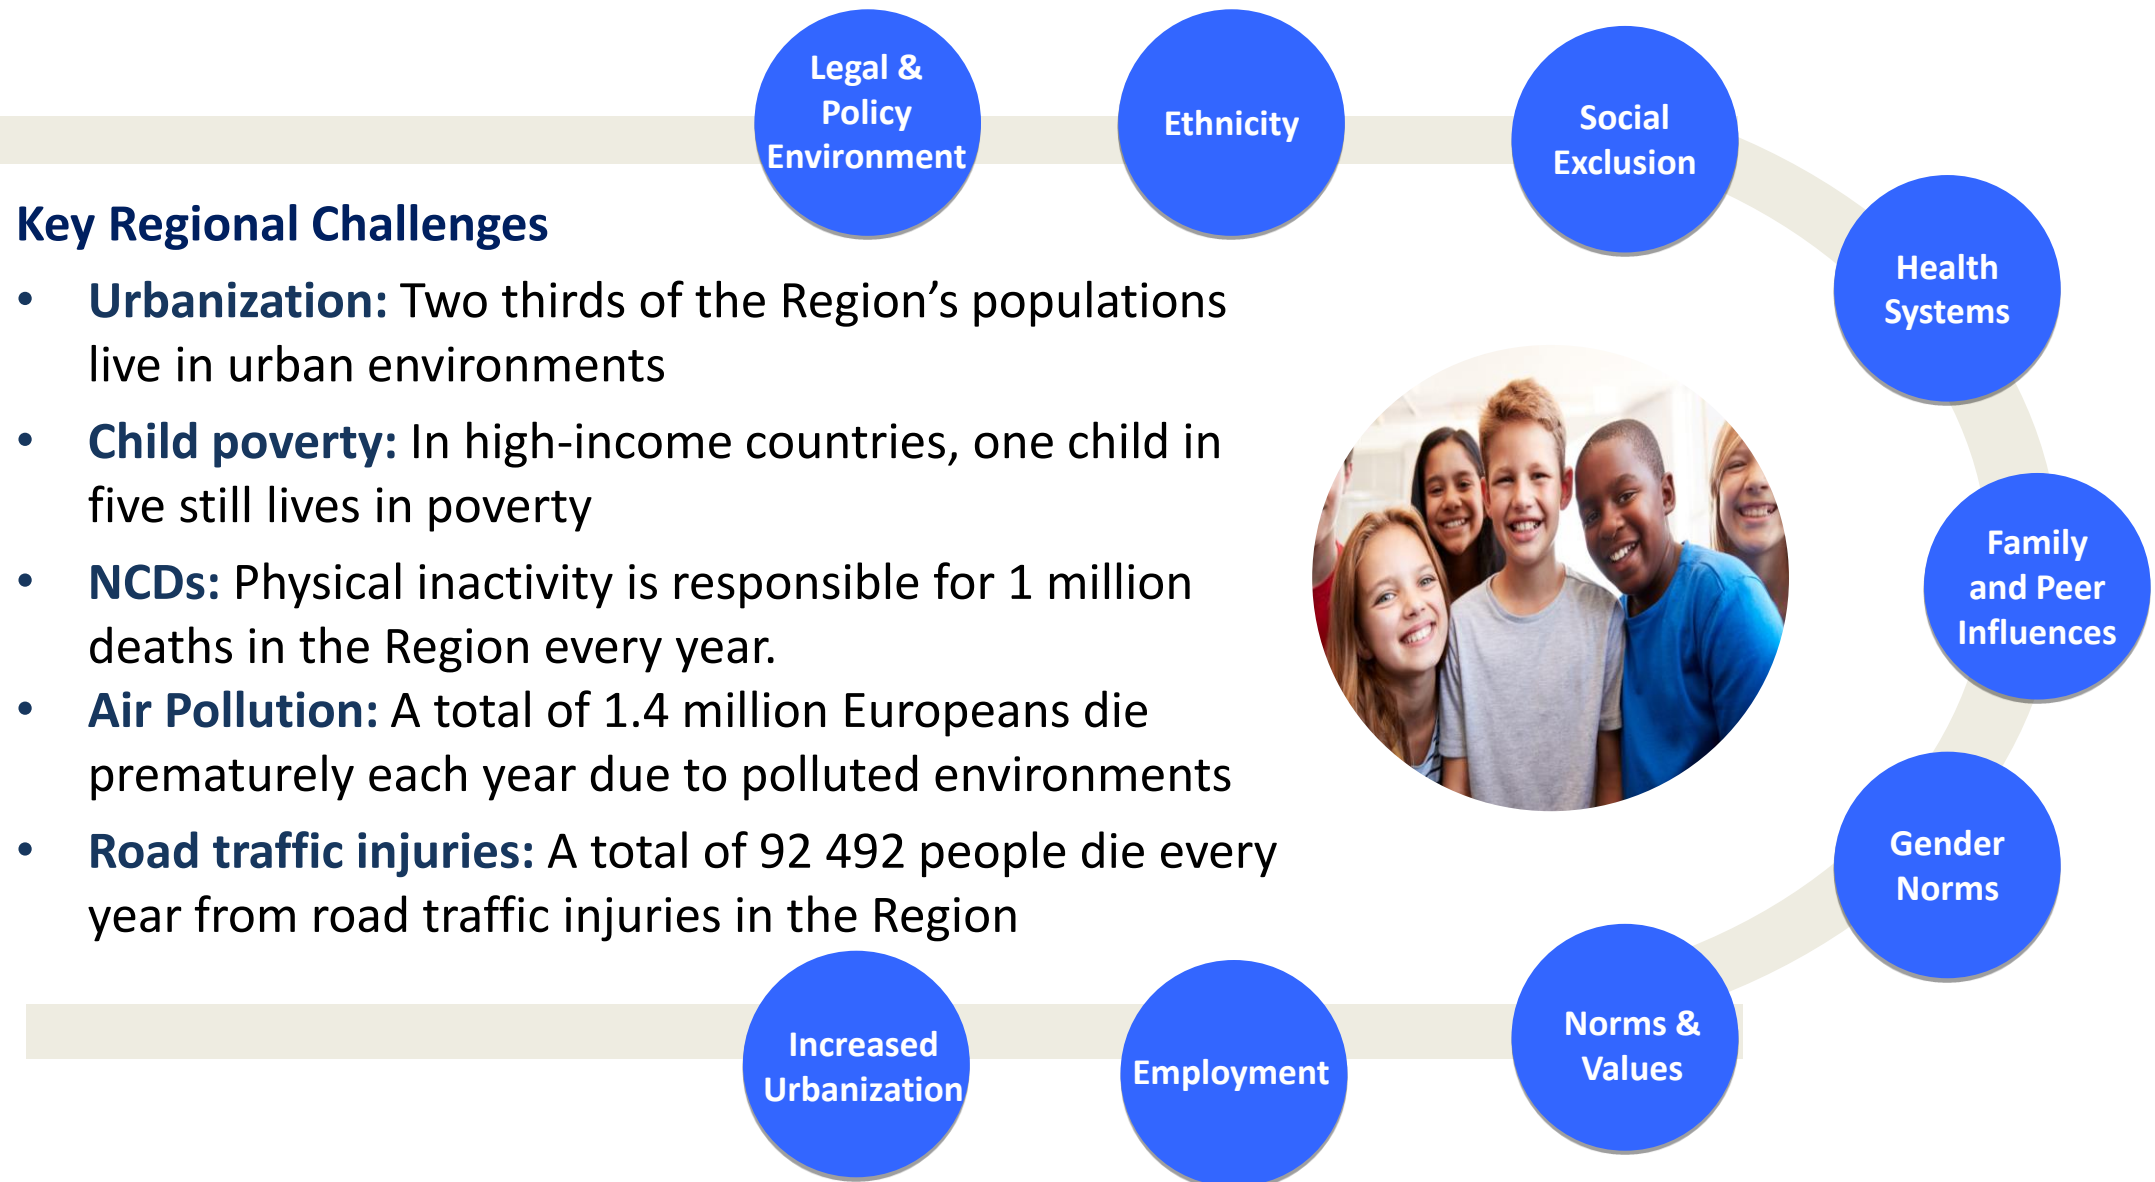 Legal &
Policy
Environment
Ethnicity
Social
Exclusion
Health
Systems
Family
and Peer
Influences
Gender
Norms
Norms &
Values
Employment
Increased
Urbanization
Key Regional Challenges
• Urbanization: Two thirds of the Region’s populations
live in urban environments
• Child poverty: In high-income countries, one child in
five still lives in poverty
• NCDs: Physical inactivity is responsible for 1 million
deaths in the Region every year.
• Air Pollution: A total of 1.4 million Europeans die
prematurely each year due to polluted environments
• Road traffic injuries: A total of 92 492 people die every
year from road traffic injuries in the Region